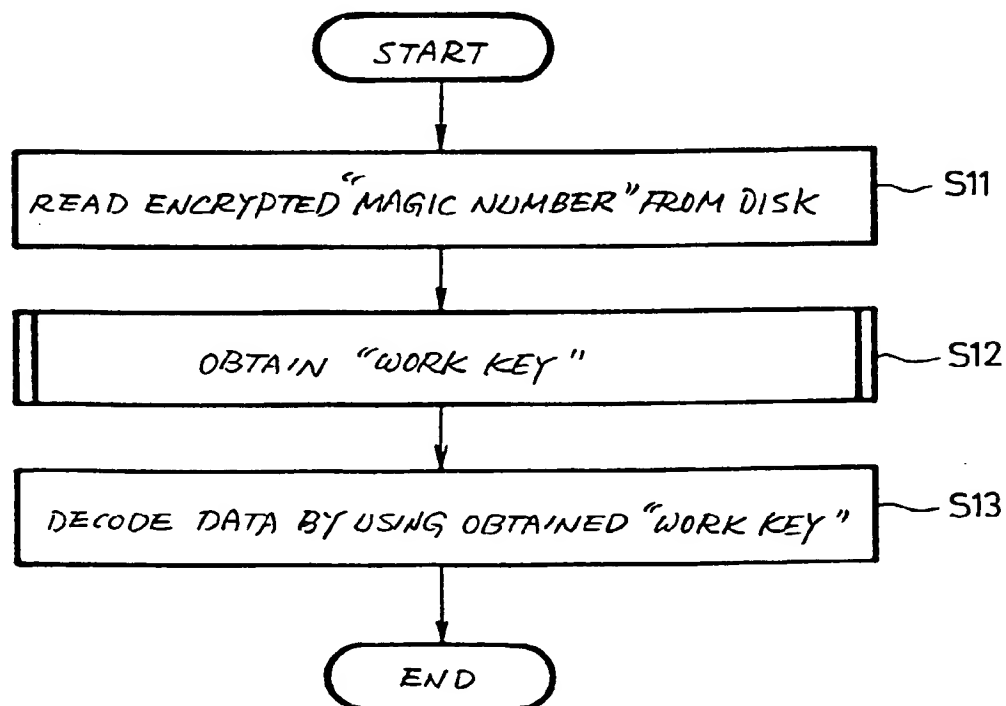 START
READ ENCRYPTED "MAGIC NUMBER" FROM DISK
S11
OBTAIN "WORK KEY"
S12
DECODE DATA BY USING OBTAINED "WORK KEY"
S13
END